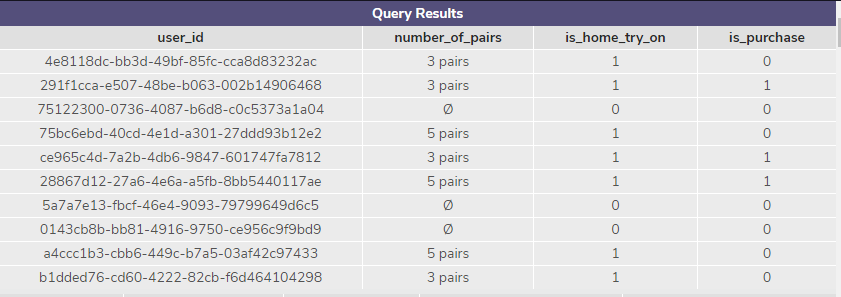 Query Results
user_id number_of_pairs is_home_try_on is_purchase
4e8118dc-bb3d-49bf-85fc-cca8d83232ac 3 pairs 1 0
291f1cca-e507-48be-b063-002b14906468 3 pairs 1 1
75122300-0736-4087-b6d8-c0c5373a1a04 Ø 0 0
75bc6ebd-40cd-4e1d-a301-27ddd93b12e2 5 pairs 1 0
ce965c4d-7a2b-4db6-9847-601747fa7812 3 pairs 1 1
28867d12-27a6-4e6a-a5fb-8bb5440117ae 5 pairs 1 1
5a7a7e13-fbcf-46e4-9093-79799649d6c5 Ø 0 0
0143cb8b-bb81-4916-9750-ce956c9f9bd9 Ø 0 0
a4ccc1b3-cbb6-449c-b7a5-03af42c97433 5 pairs 1 0
b1dded76-cd60-4222-82cb-f6d464104298 3 pairs 1 0